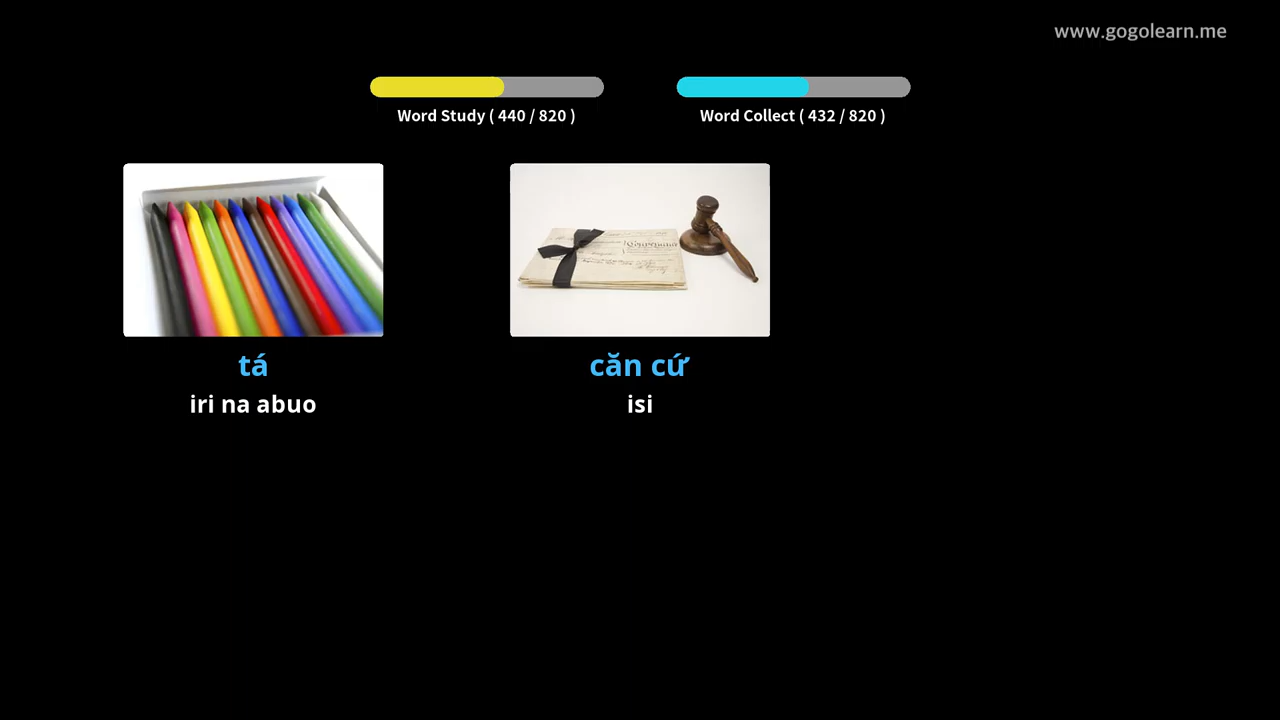 www.gogolearn.me
Word Study ( 440 / 820 )
Word Collect ( 432 / 820 )
tá
iri na abuo
căn cứ
isi